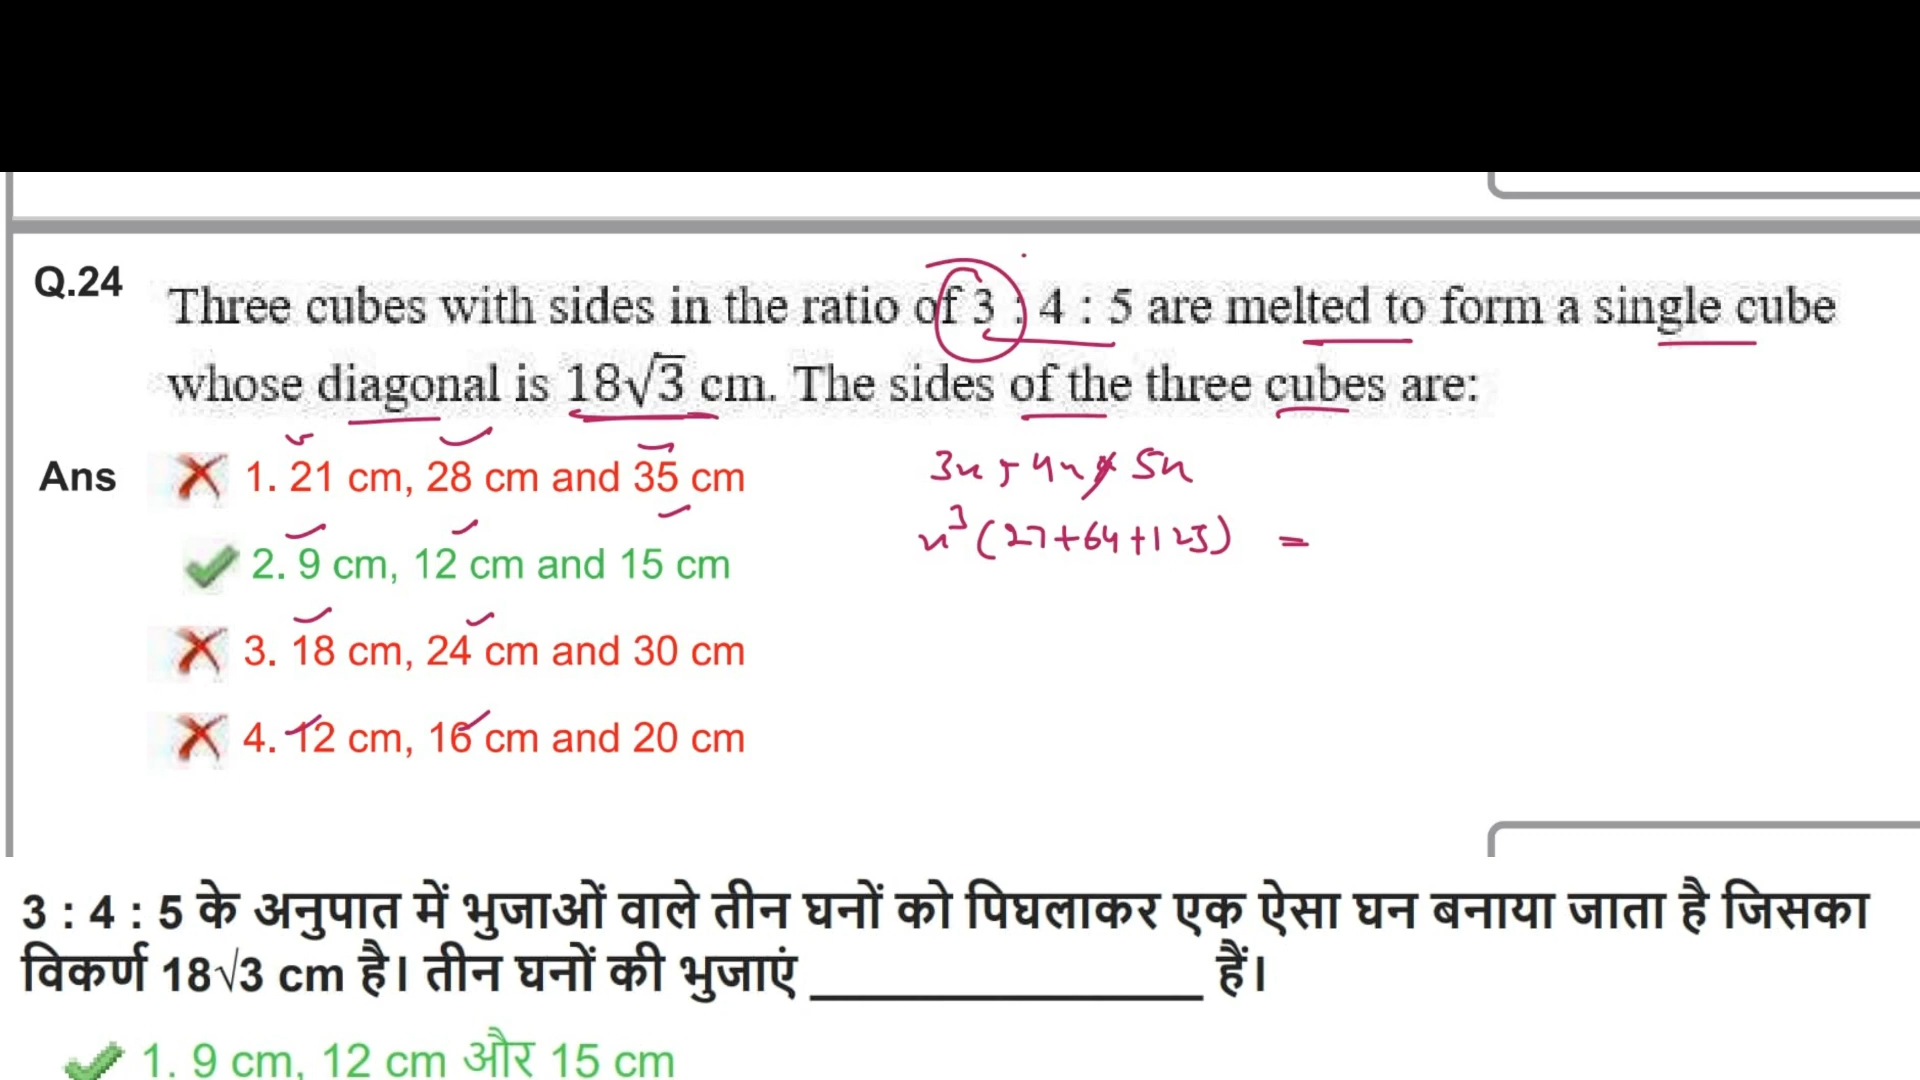 Q.24
Three cubes with sides in the ratio of 3 : 4 : 5 are melted to form a single cube
whose diagonal is 18√3 cm. The sides of the three cubes are:
Ans
1. 21 cm, 28 cm and 35 cm
2. 9 cm, 12 cm and 15 cm
3. 18 cm, 24 cm and 30 cm
4. 12 cm, 16 cm and 20 cm
3x, 4x, 5x
x³ (27+64+125) =
3 : 4 : 5 के अनुपात में भुजाओं वाले तीन घनों को पिघलाकर एक ऐसा घन बनाया जाता है जिसका
विकर्ण 18√3 cm है। तीन घनों की भुजाएं ______________ हैं।
1. 9 cm, 12 cm और 15 cm